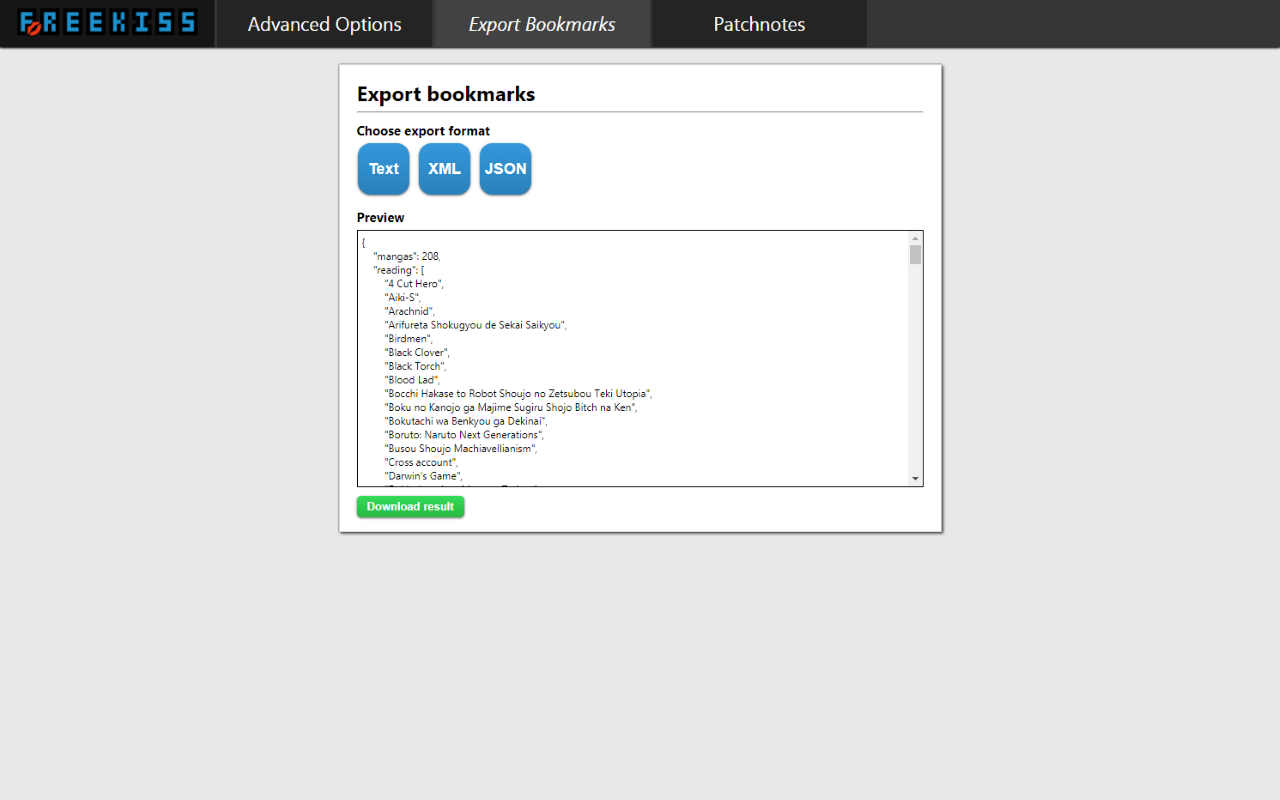 FREEKISS
Advanced Options
Export Bookmarks
Patchnotes
Export bookmarks
Choose export format
Text
XML
JSON
Preview
{
"mangas": 208,
"reading": [
"4 Cut Hero",
"Aiki-S",
"Arachnid",
"Arifureta Shokugyou de Sekai Saikyou",
"Birdmen",
"Black Clover",
"Black Torch",
"Blood Lad",
"Bocchi Hakase to Robot Shoujo no Zetsubou Teki Utopia",
"Boku no Kanojo ga Majime Sugiru Shojo Bitch na Ken",
"Bokutachi wa Benkyou ga Dekinai",
"Boruto: Naruto Next Generations",
"Busou Shoujo Machiavellianism",
"Cross account",
"Darwin's Game",
Download result